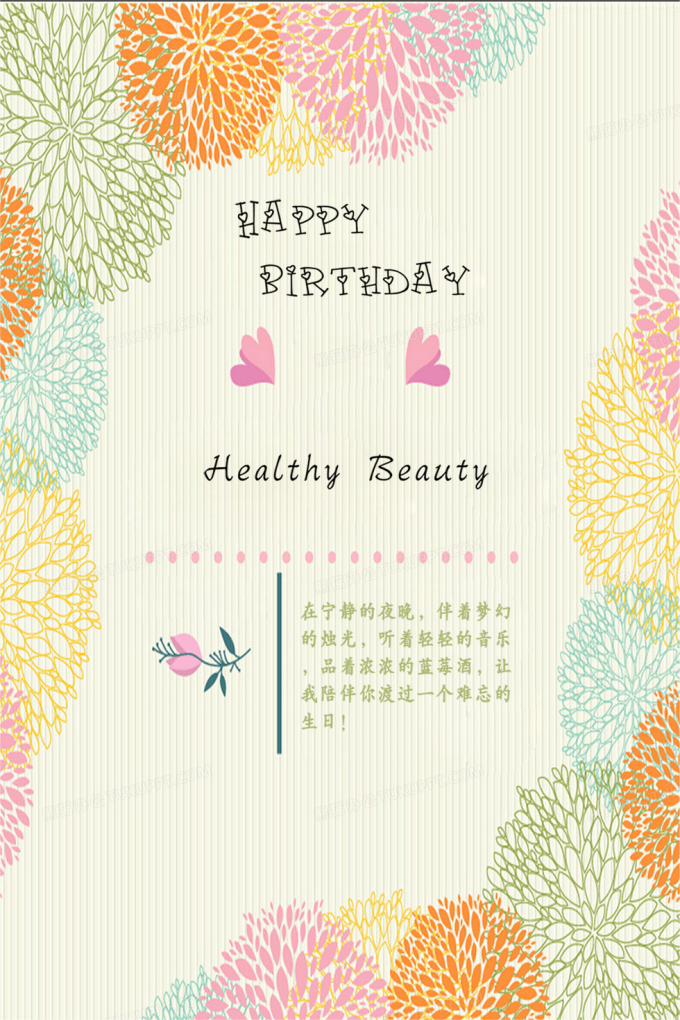 HAPPY
BIRTHDAY
Healthy Beauty
在宁静的夜晚，伴着梦幻
的烛光，听着轻轻的音乐
，品着浓浓的蓝莓酒，让
我陪伴你渡过一个难忘的
生日！